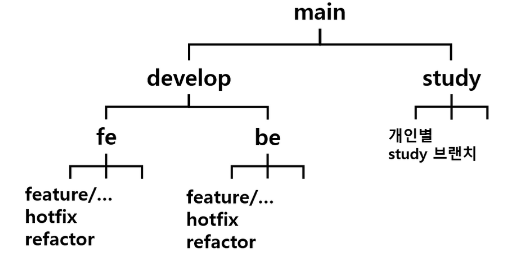 main
develop
study
fe
be
개인별
study 브랜치
feature/...
hotfix
refactor
feature/...
hotfix
refactor